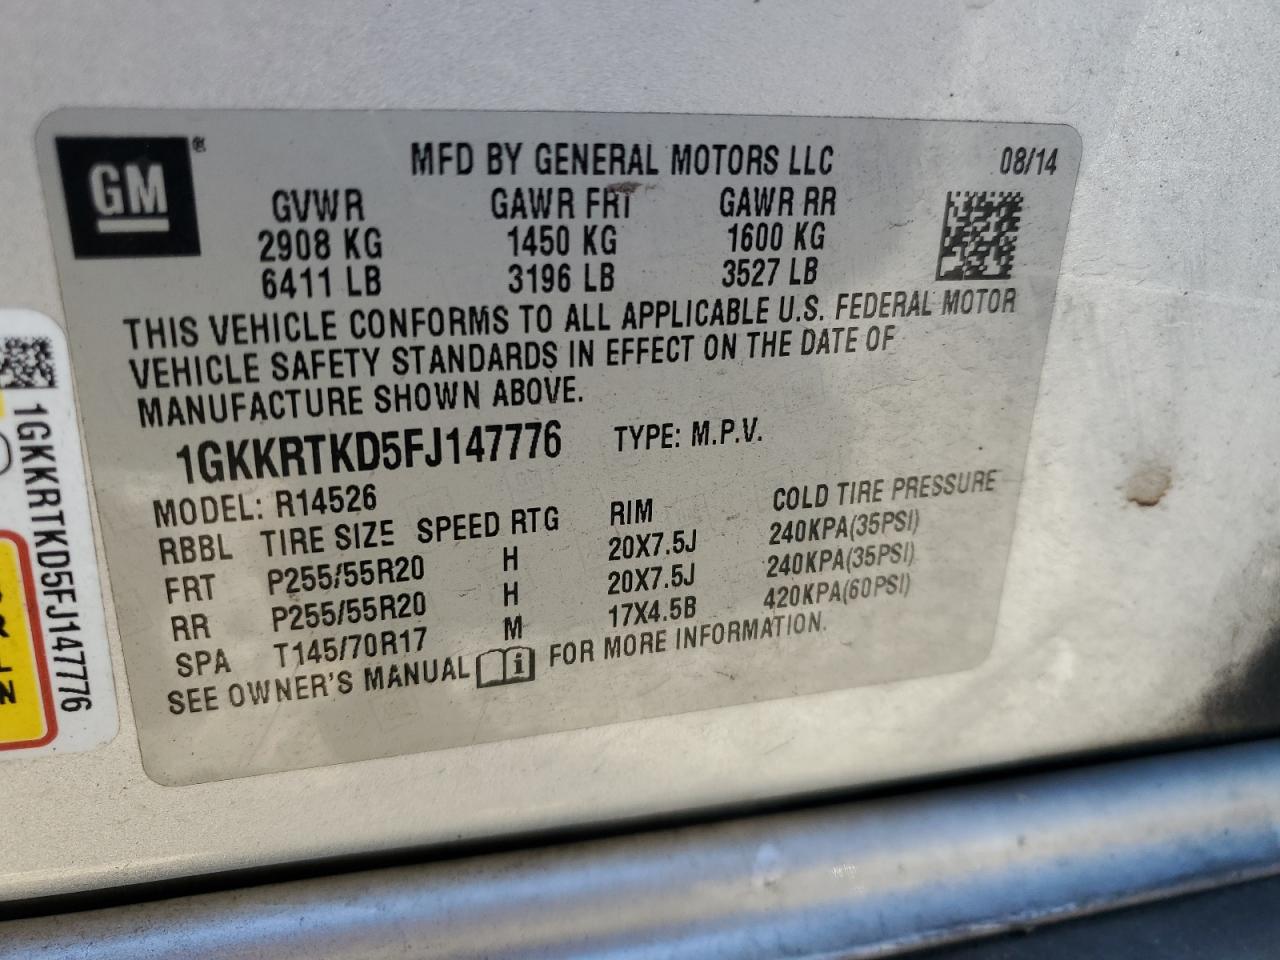 GM®
MFD BY GENERAL MOTORS LLC 08/14
GVWR GAWR FRT GAWR RR
2908 KG 1450 KG 1600 KG
6411 LB 3196 LB 3527 LB
THIS VEHICLE CONFORMS TO ALL APPLICABLE U.S. FEDERAL MOTOR
VEHICLE SAFETY STANDARDS IN EFFECT ON THE DATE OF
MANUFACTURE SHOWN ABOVE.
1GKKRTKD5FJ147776 TYPE: M.P.V.
MODEL: R14526
RBBL TIRE SIZE SPEED RTG RIM COLD TIRE PRESSURE
FRT P255/55R20 H 20X7.5J 240KPA(35PSI)
RR P255/55R20 H 20X7.5J 240KPA(35PSI)
SPA T145/70R17 M 17X4.5B 420KPA(60PSI)
SEE OWNER'S MANUAL i FOR MORE INFORMATION.
1GKKRTKD5FJ147776